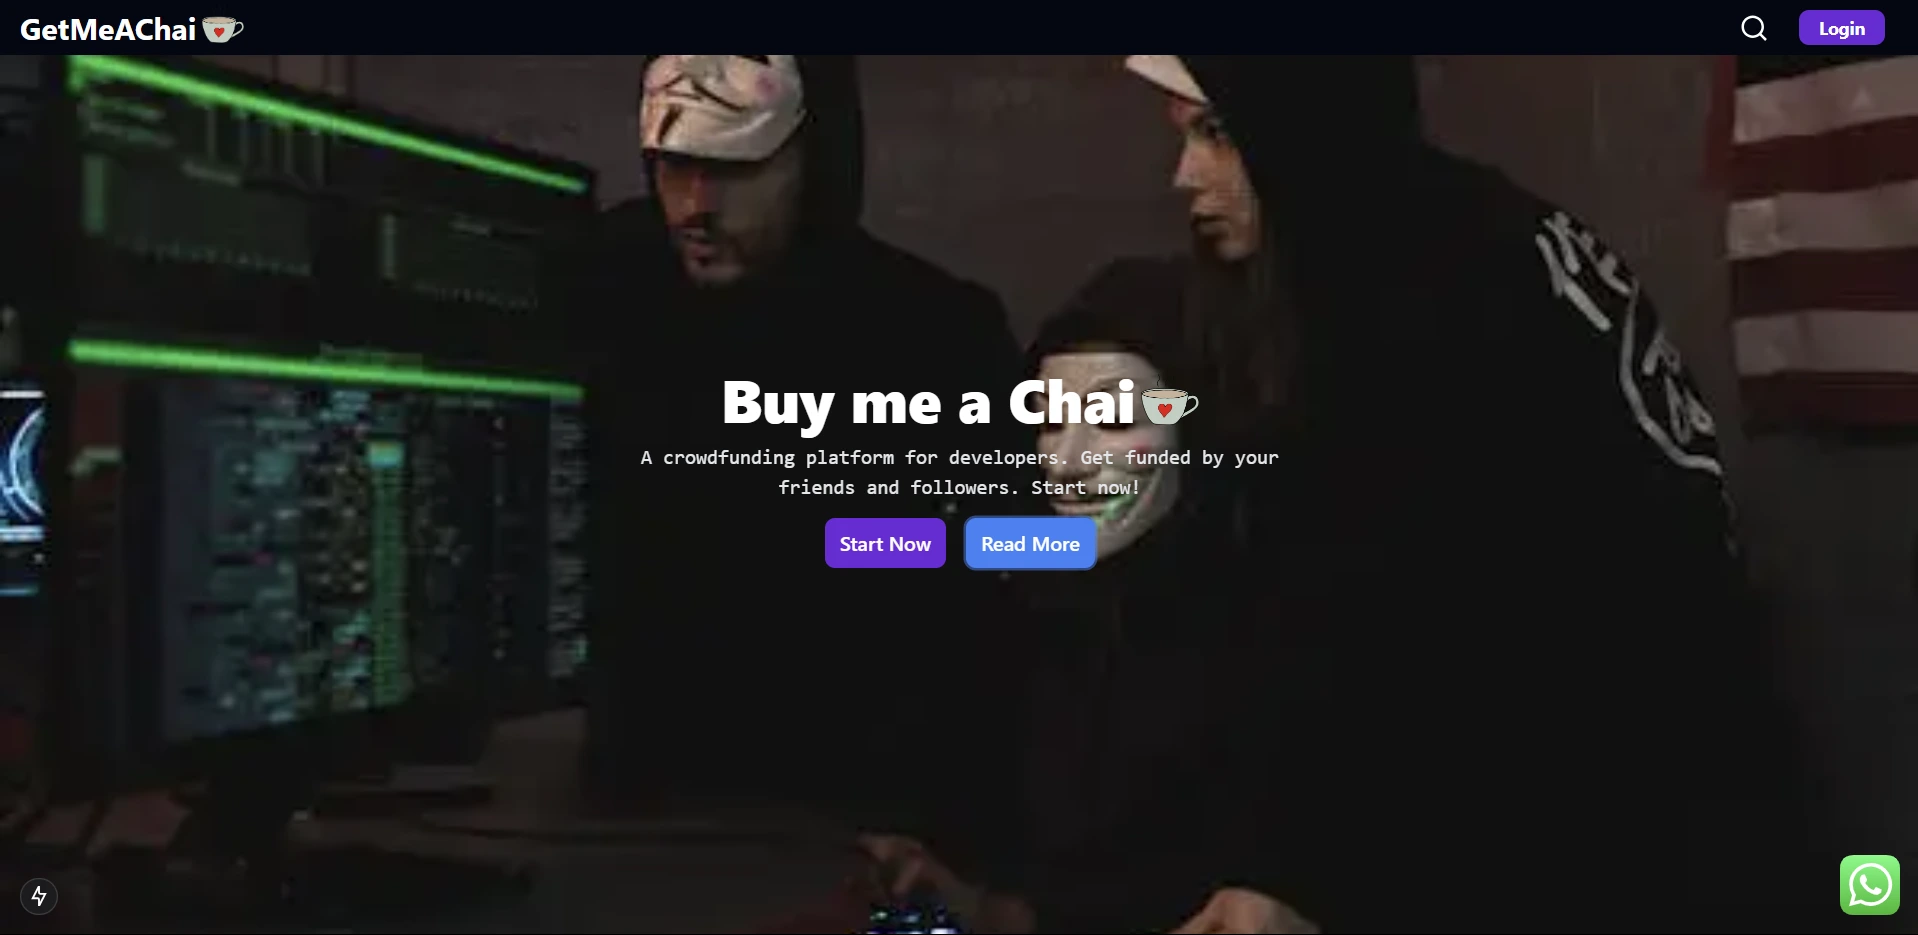 GetMeAChai
Login
Buy me a Chai
A crowdfunding platform for developers. Get funded by your
friends and followers. Start now!
Start Now
Read More